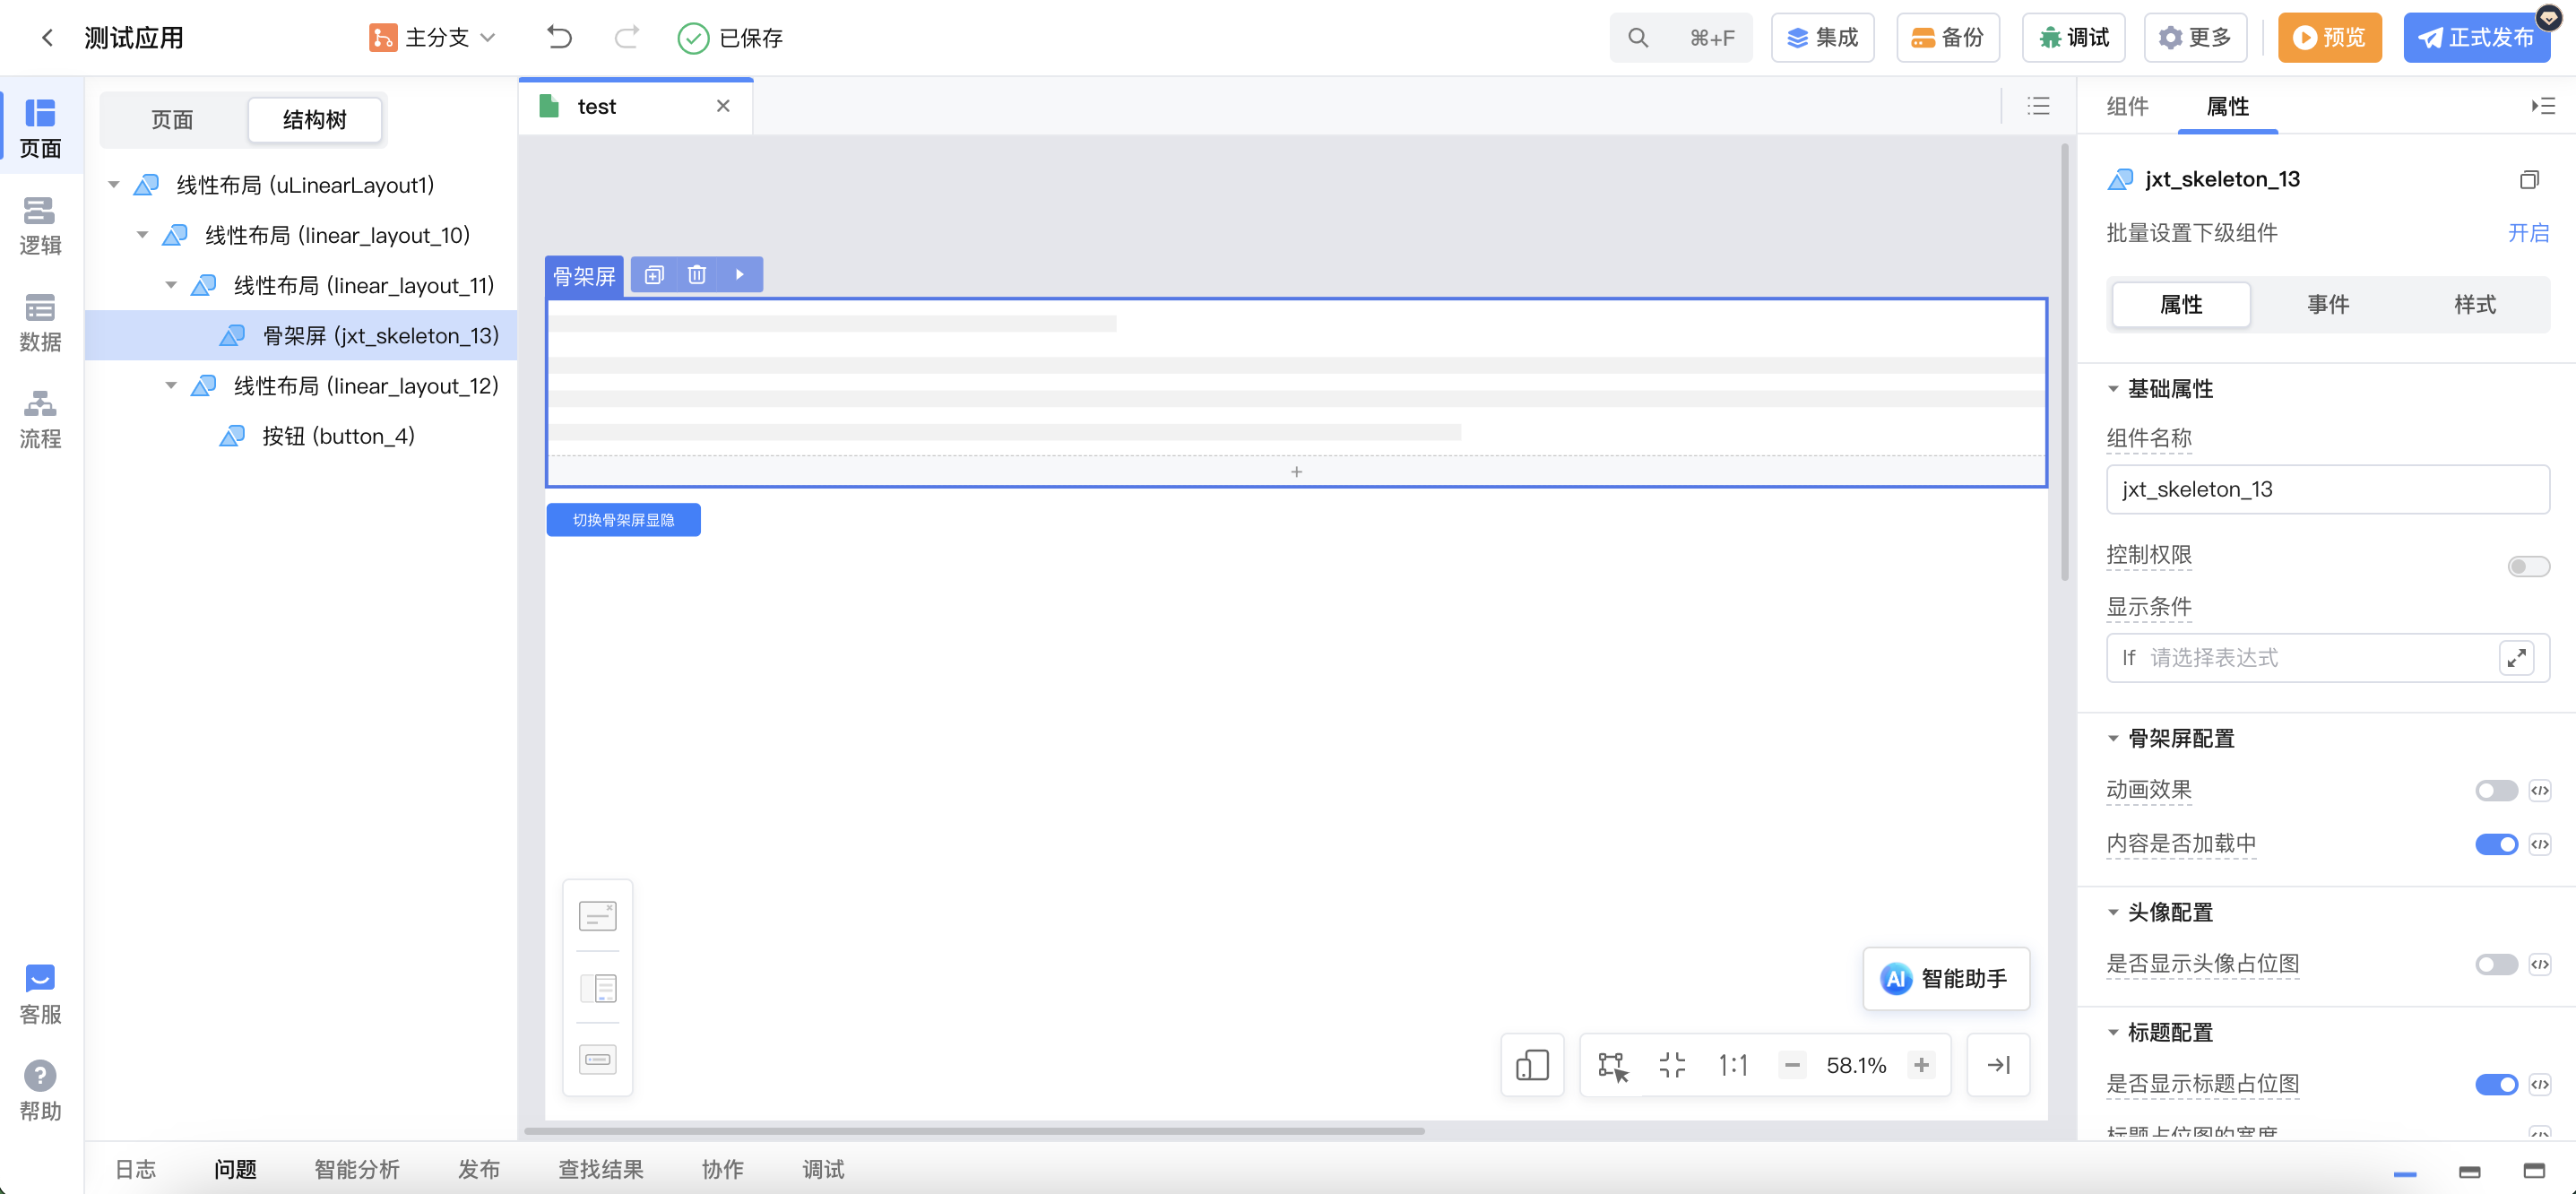 测试应用
主分支
已保存
⌘+F
集成
备份
调试
更多
预览
正式发布
页面
逻辑
数据
流程
客服
帮助
页面
结构树
线性布局 (uLinearLayout1)
线性布局 (linear_layout_10)
线性布局 (linear_layout_11)
骨架屏 (jxt_skeleton_13)
线性布局 (linear_layout_12)
按钮 (button_4)
test
骨架屏
切换骨架屏显隐
AI 智能助手
1:1
58.1%
组件
属性
jxt_skeleton_13
批量设置下级组件
开启
属性
事件
样式
基础属性
组件名称
jxt_skeleton_13
控制权限
显示条件
If 请选择表达式
骨架屏配置
动画效果
内容是否加载中
头像配置
是否显示头像占位图
标题配置
是否显示标题占位图
标题占位图的宽度
日志
问题
智能分析
发布
查找结果
协作
调试